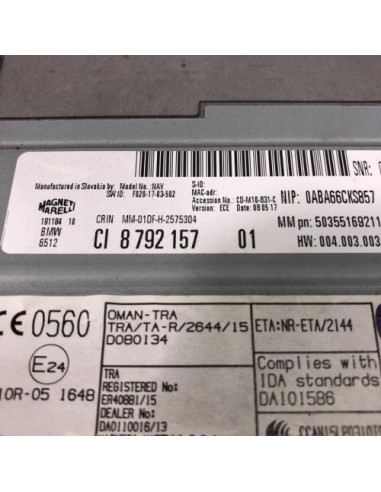 SNR:
Manufactured in Slovakia by: Model No.:NAV
SW ID: F020-17-03-502
S-ID:
MAC-adr:
Accession No.: CD-M10-831-C
Version: ECE Date: 08 05 17
NIP: 0ABA66CKS857
MAGNETI
MARELLI
191184 10
BMW
6512
CRIN MM-01DF-H-2575304
CI 8 792 157 01
MM pn: 50355169211
HW: 004.003.003
CE 0560
E24
10R-05 1648
OMAN-TRA
TRA/TA-R/2644/15
D080134
ETA:NR-ETA/2144
TRA
REGISTERED No:
ER40881/15
DEALER No:
DA0110016/13
Complies with
IDA standards
DA101586